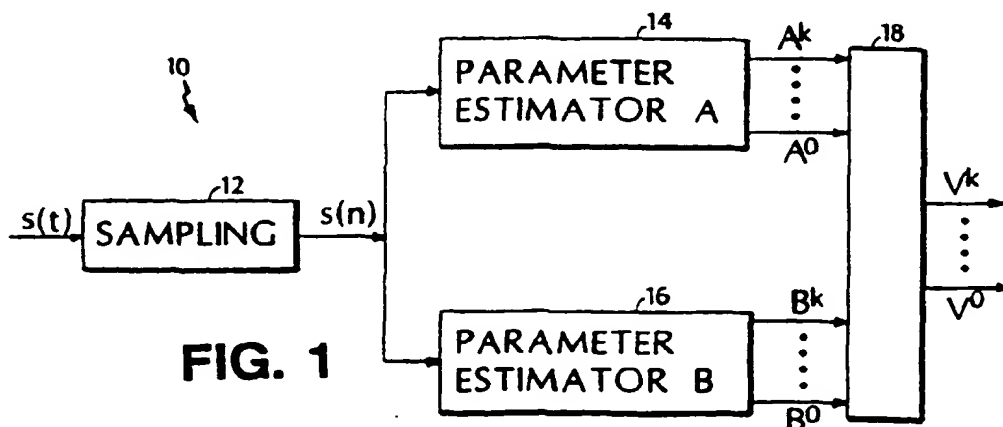 10
s(t)
12
SAMPLING
s(n)
14
PARAMETER
ESTIMATOR A
A^k
A^0
16
PARAMETER
ESTIMATOR B
B^k
B^0
18
V^k
V^0
FIG. 1